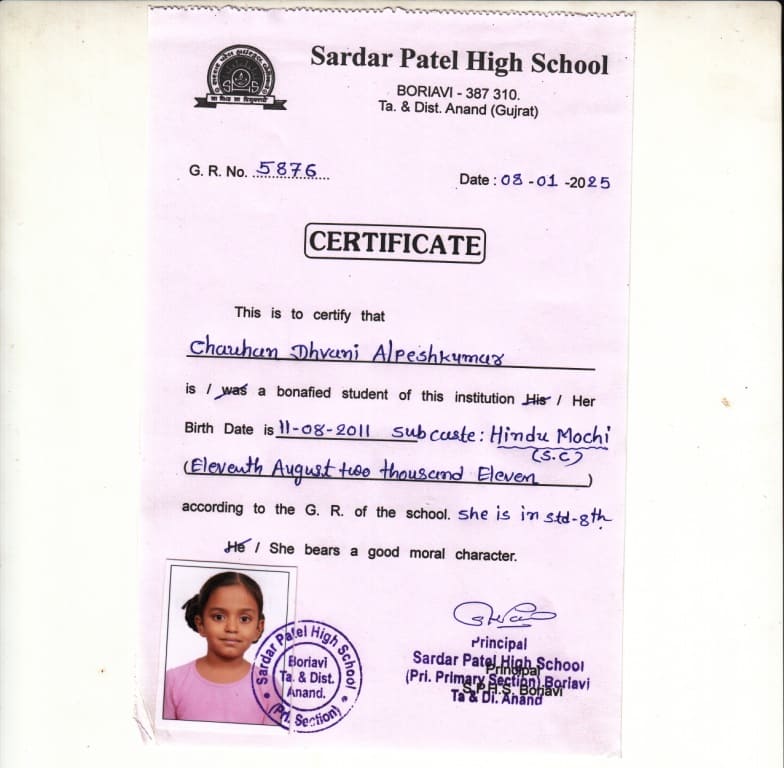 Sardar Patel High School
BORIAVI - 387 310.
Ta. & Dist. Anand (Gujrat)
G. R. No. 5876
Date : 08 - 01 - 2025
CERTIFICATE
This is to certify that
Chauhan Dhvani Alpeshkumar
is / was a bonafied student of this institution His / Her
Birth Date is 11-08-2011 Subcaste: Hindu Mochi
(S.C)
(Eleventh August two thousand Eleven)
according to the G. R. of the school. She is in std-8th
He / She bears a good moral character.
Sardar Patel High School
Boriavi
Ta. & Dist.
Anand.
(Pri. Section)
Principal
Sardar Patel High School
Principal
(Pri. Primary Section) Boriavi
S.P.H.S. Boriavi
Ta & Di. Anand